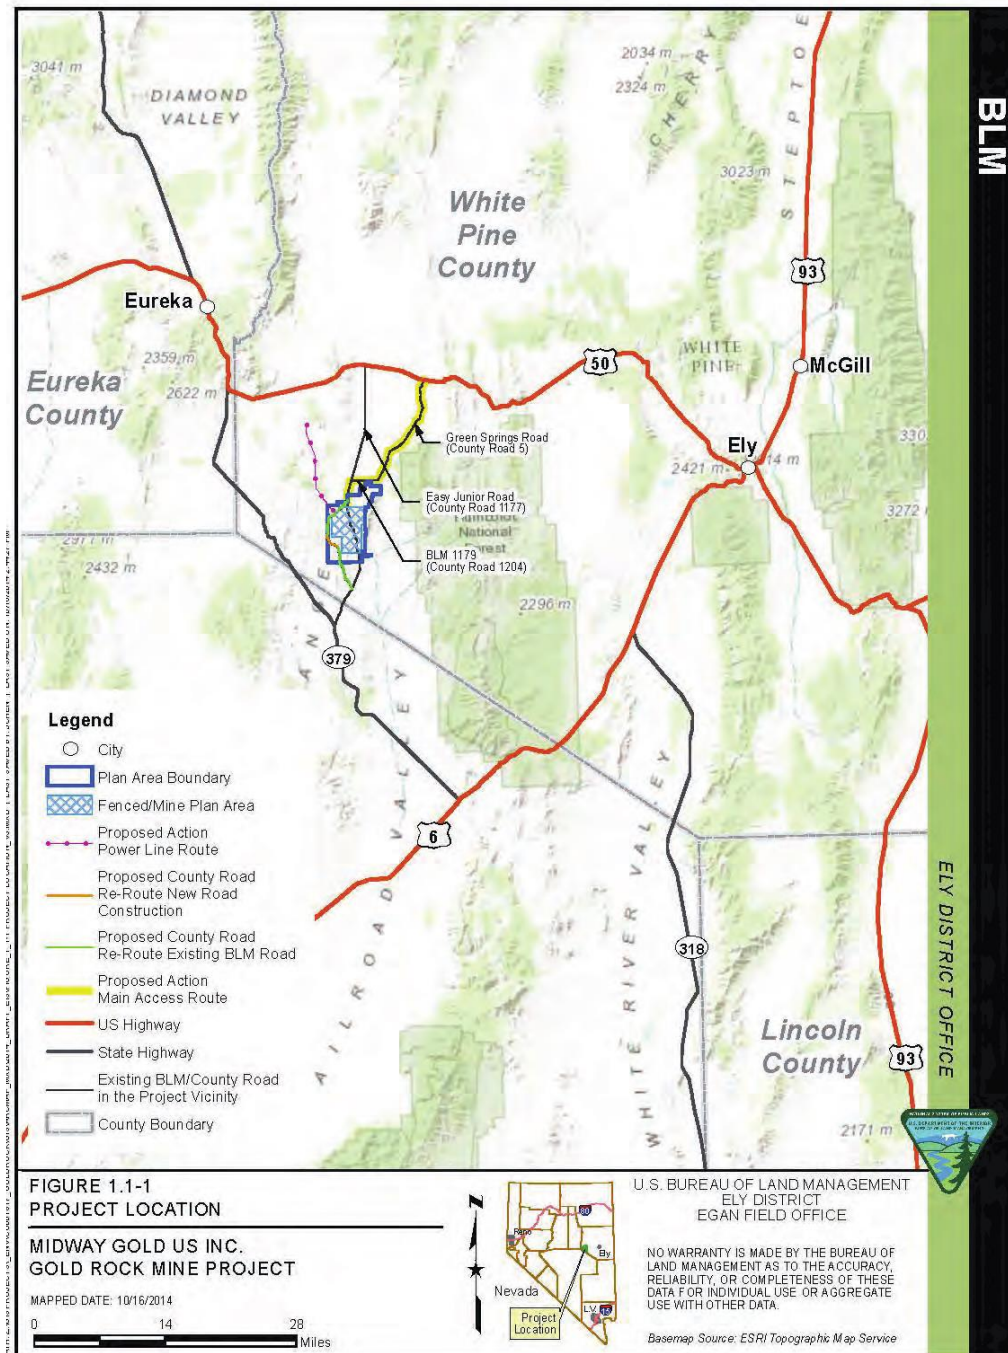 BLM
ELY DISTRICT OFFICE
3041 m
DIAMOND
VALLEY
2034 m
2324 m
CHERRY
STEPTOE
3023 m
White
Pine
County
93
Eureka
50
WHITE
PINE
McGill
2359 m
2622 m
Eureka
County
Green Springs Road
(County Road 5)
Ely
2421 m
Easy Junior Road
(County Road 1177)
National
Forest
3272 m
BLM 1179
(County Road 1204)
2432 m
2296 m
379
6
RAILROAD VALLEY
WHITE RIVER VALLEY
318
Lincoln
County
93
2171 m
Legend
City
Plan Area Boundary
Fenced/Mine Plan Area
Proposed Action
Power Line Route
Proposed County Road
Re-Route New Road
Construction
Proposed County Road
Re-Route Existing BLM Road
Proposed Action
Main Access Route
US Highway
State Highway
Existing BLM/County Road
in the Project Vicinity
County Boundary
FIGURE 1.1-1
PROJECT LOCATION
MIDWAY GOLD US INC.
GOLD ROCK MINE PROJECT
MAPPED DATE: 10/16/2014
0 14 28
Miles
N
80
Reno
Ely
Nevada
L.V.
15
Project
Location
U.S. BUREAU OF LAND MANAGEMENT
ELY DISTRICT
EGAN FIELD OFFICE
NO WARRANTY IS MADE BY THE BUREAU OF
LAND MANAGEMENT AS TO THE ACCURACY,
RELIABILITY, OR COMPLETENESS OF THESE
DATA FOR INDIVIDUAL USE OR AGGREGATE
USE WITH OTHER DATA.
Basemap Source: ESRI Topographic Map Service